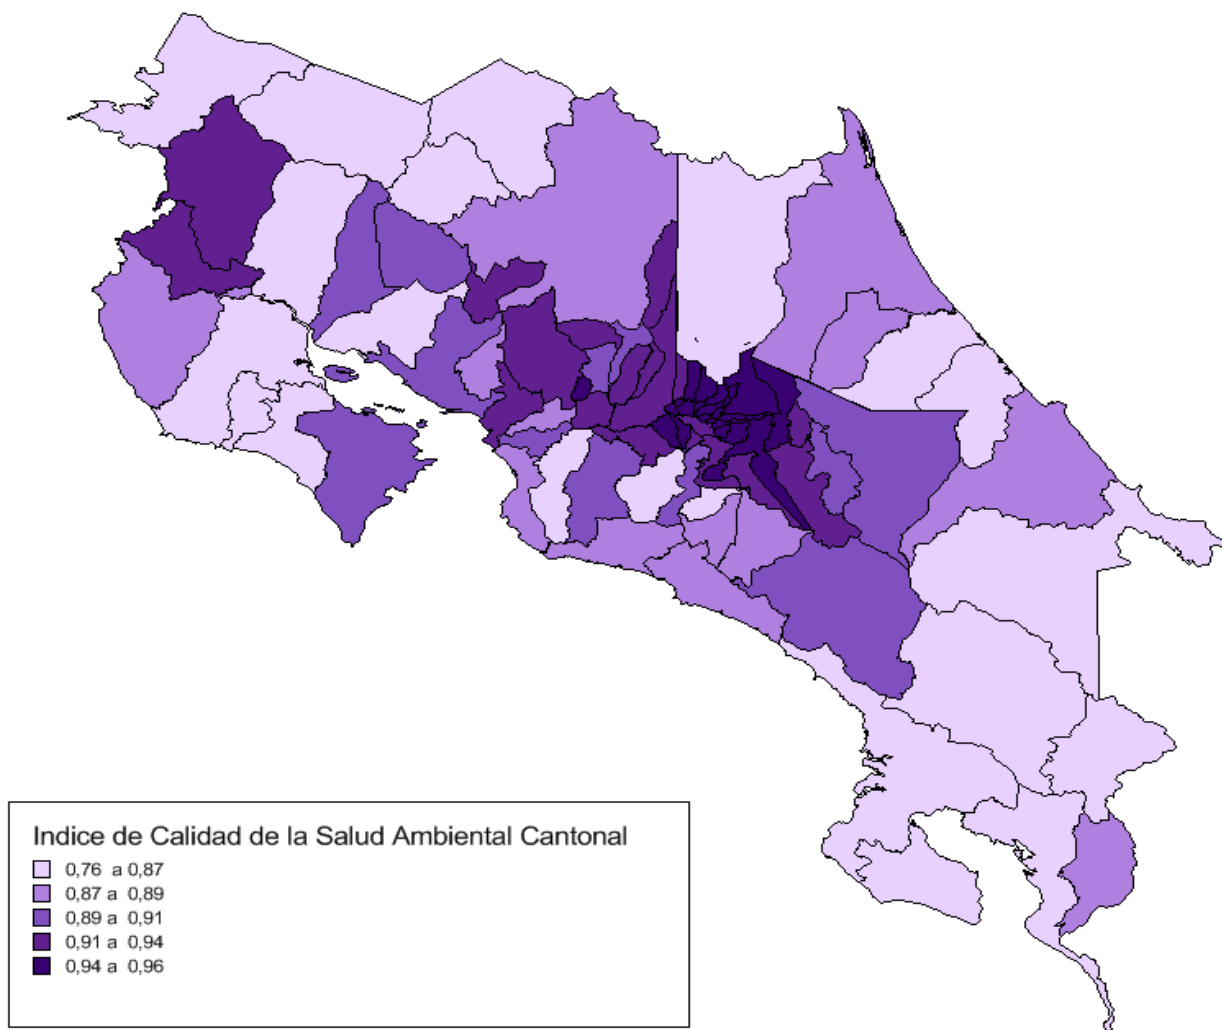 Indice de Calidad de la Salud Ambiental Cantonal
0,76 a 0,87
0,87 a 0,89
0,89 a 0,91
0,91 a 0,94
0,94 a 0,96